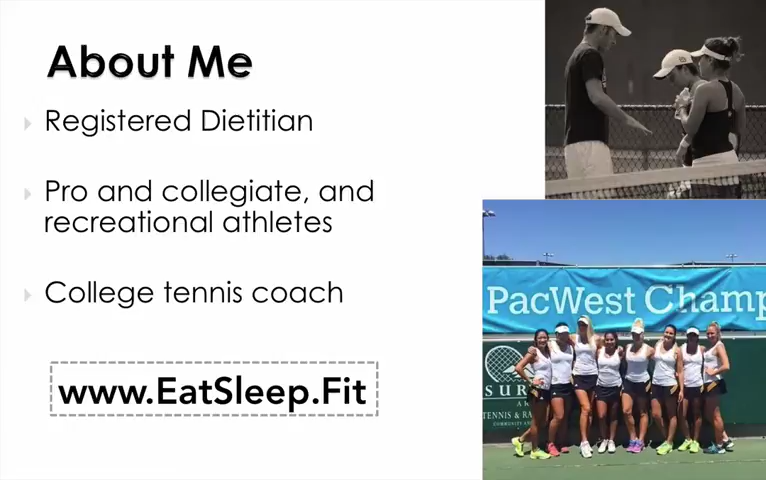 About Me
Registered Dietitian
Pro and collegiate, and
recreational athletes
College tennis coach
www.EatSleep.Fit
PacWest Champ
SUR
TENNIS & RA